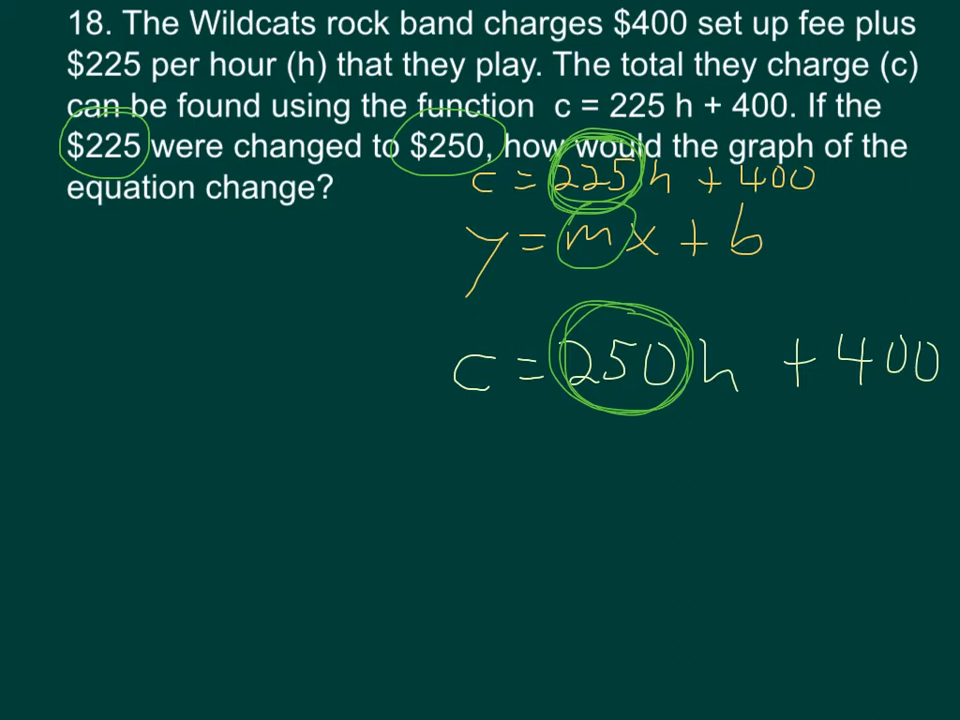 18. The Wildcats rock band charges $400 set up fee plus
$225 per hour (h) that they play. The total they charge (c)
can be found using the function c = 225 h + 400. If the
$225 were changed to $250, how would the graph of the
equation change?
c = 225 h + 400
y = mx + b
c = 250 h + 400